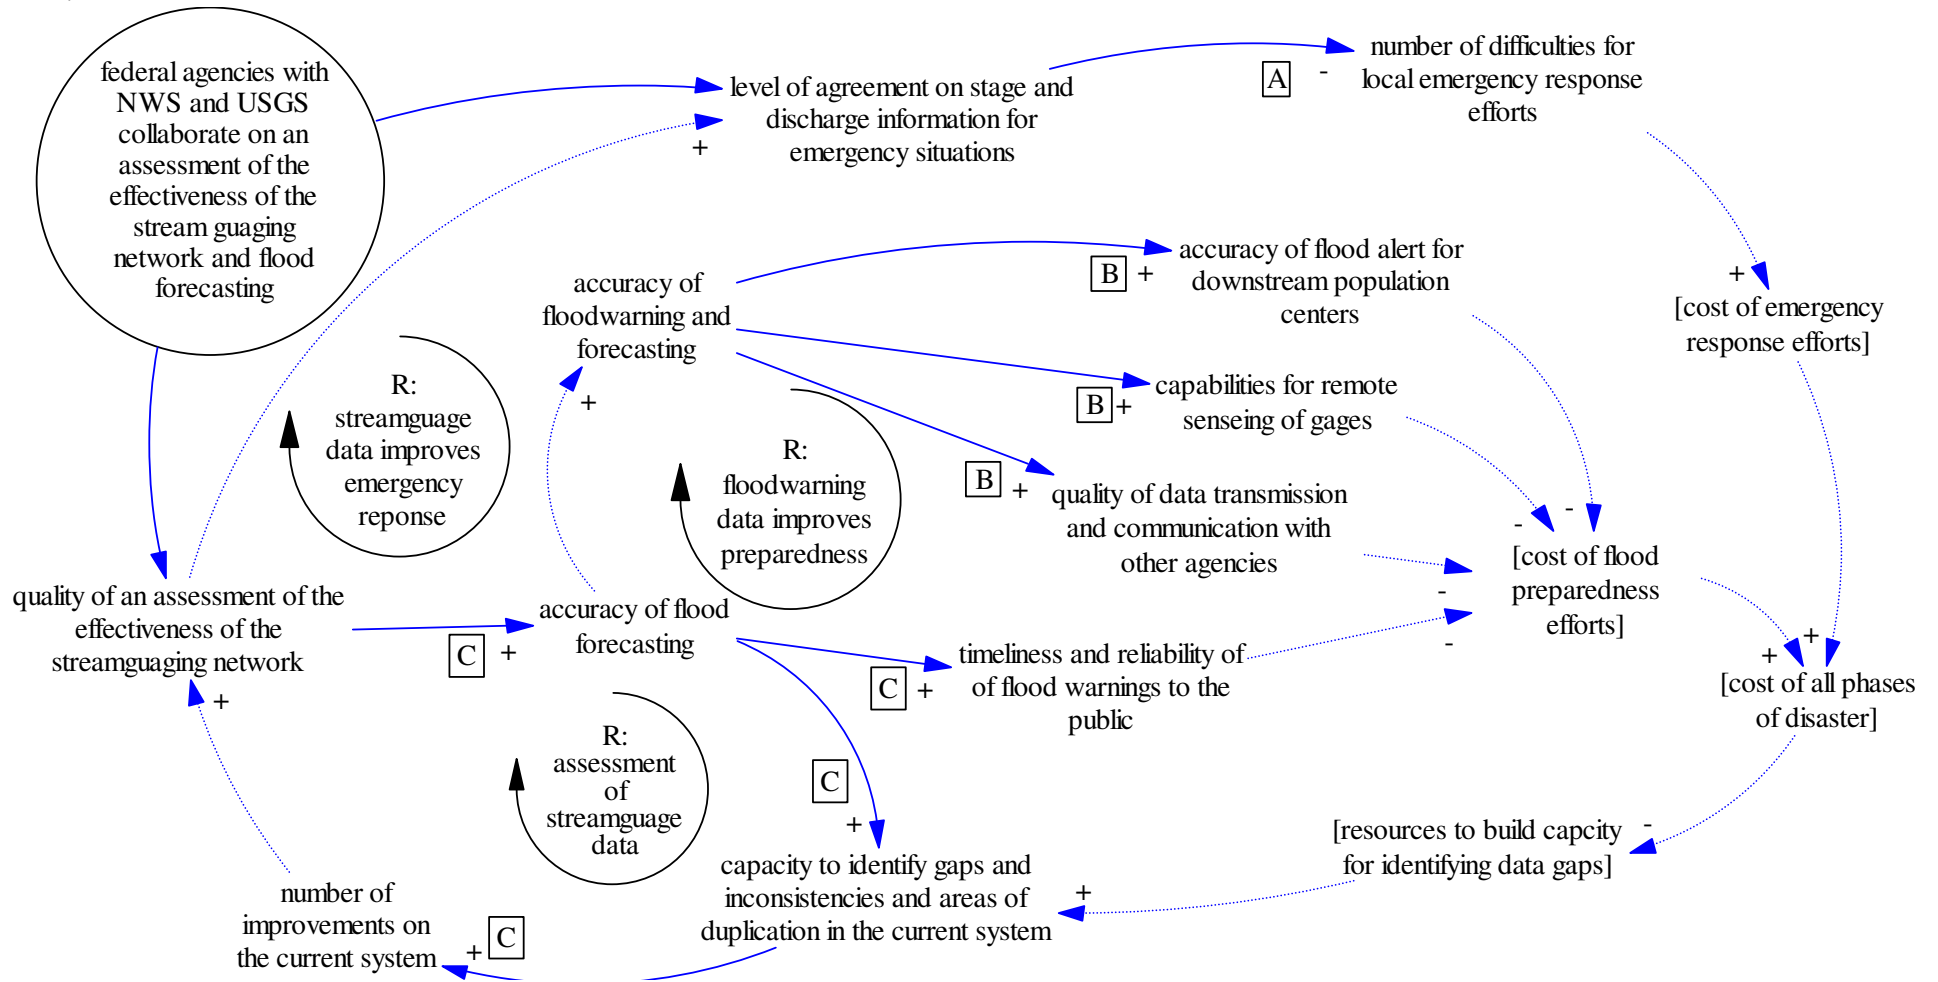 federal agencies with
NWS and USGS
collaborate on an
assessment of the
effectiveness of the
stream guaging
network and flood
forecasting
level of agreement on stage and
discharge information for
emergency situations
+
A
-
number of difficulties for
local emergency response
efforts
+
[cost of emergency
response efforts]
accuracy of
floodwarning and
forecasting
+
B +
accuracy of flood alert for
downstream population
centers
B +
capabilities for remote
senseing of gages
B +
quality of data transmission
and communication with
other agencies
-
-
-
-
[cost of flood
preparedness
efforts]
R:
streamguage
data improves
emergency
reponse
R:
floodwarning
data improves
preparedness
quality of an assessment of the
effectiveness of the
streamguaging network
+
C +
accuracy of flood
forecasting
C +
timeliness and reliability of
of flood warnings to the
public
+
+
[cost of all phases
of disaster]
R:
assessment
of
streamguage
data
C
+
capacity to identify gaps and
inconsistencies and areas of
duplication in the current system
+
[resources to build capcity
for identifying data gaps]
-
number of
improvements on
the current system
+ C